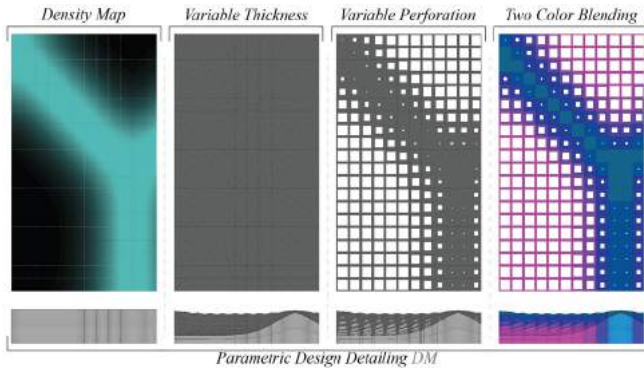 Density Map
Variable Thickness
Variable Perforation
Two Color Blending
Parametric Design Detailing DM